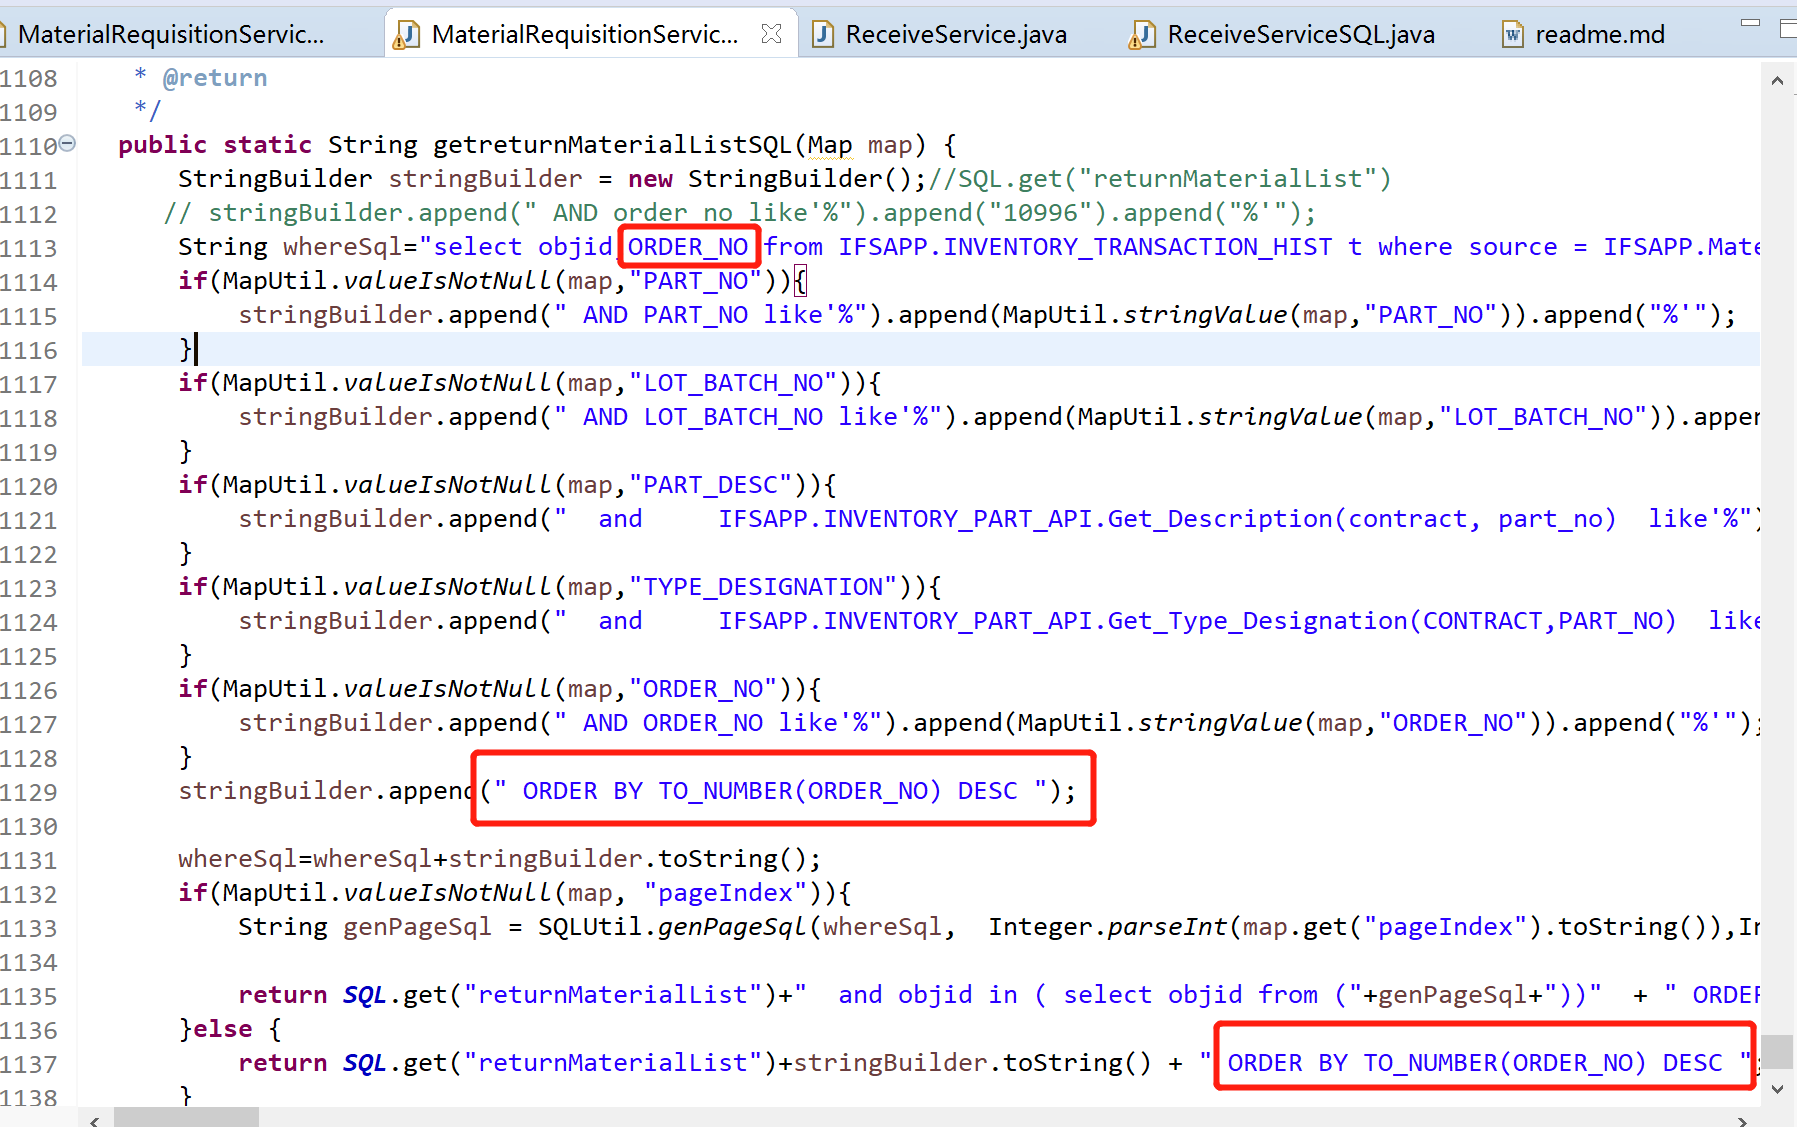 MaterialRequisitionServic...
MaterialRequisitionServic...
ReceiveService.java
ReceiveServiceSQL.java
readme.md
1108 * @return
1109 */
1110 public static String getreturnMaterialListSQL(Map map) {
1111 StringBuilder stringBuilder = new StringBuilder();//SQL.get("returnMaterialList")
1112 // stringBuilder.append(" AND order_no like'%").append("10996").append("%'");
1113 String whereSql="select objid ORDER_NO from IFSAPP.INVENTORY_TRANSACTION_HIST t where source = IFSAPP.Mate
1114 if(MapUtil.valueIsNotNull(map,"PART_NO")){
1115 stringBuilder.append(" AND PART_NO like'%").append(MapUtil.stringValue(map,"PART_NO")).append("%'");
1116 }
1117 if(MapUtil.valueIsNotNull(map,"LOT_BATCH_NO")){
1118 stringBuilder.append(" AND LOT_BATCH_NO like'%").append(MapUtil.stringValue(map,"LOT_BATCH_NO")).appen
1119 }
1120 if(MapUtil.valueIsNotNull(map,"PART_DESC")){
1121 stringBuilder.append("  and     IFSAPP.INVENTORY_PART_API.Get_Description(contract, part_no)  like'%")
1122 }
1123 if(MapUtil.valueIsNotNull(map,"TYPE_DESIGNATION")){
1124 stringBuilder.append("  and     IFSAPP.INVENTORY_PART_API.Get_Type_Designation(CONTRACT,PART_NO)  like
1125 }
1126 if(MapUtil.valueIsNotNull(map,"ORDER_NO")){
1127 stringBuilder.append(" AND ORDER_NO like'%").append(MapUtil.stringValue(map,"ORDER_NO")).append("%'");
1128 }
1129 stringBuilder.append(" ORDER BY TO_NUMBER(ORDER_NO) DESC ");
1130
1131 whereSql=whereSql+stringBuilder.toString();
1132 if(MapUtil.valueIsNotNull(map, "pageIndex")){
1133 String genPageSql = SQLUtil.genPageSql(whereSql,  Integer.parseInt(map.get("pageIndex").toString()),In
1134
1135 return SQL.get("returnMaterialList")+"  and objid in ( select objid from ("+genPageSql+"))"  + " ORDER
1136 }else {
1137 return SQL.get("returnMaterialList")+stringBuilder.toString() + " ORDER BY TO_NUMBER(ORDER_NO) DESC ";
1138 }